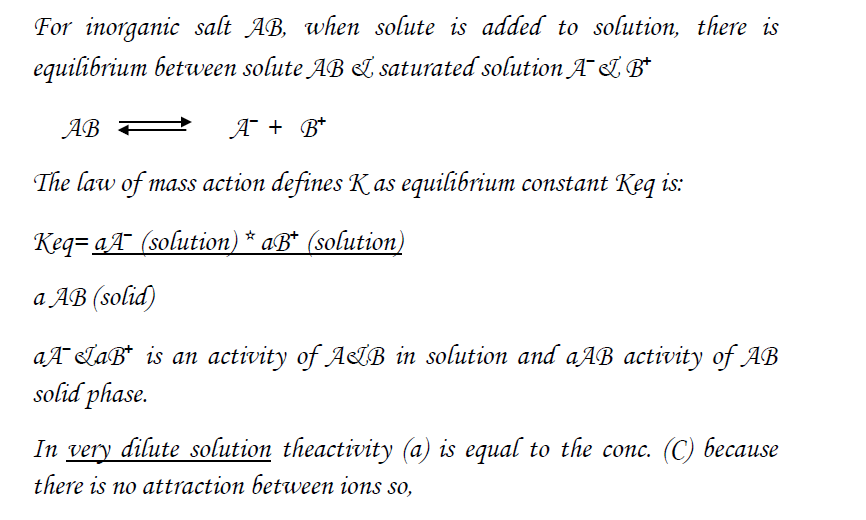 For inorganic salt AB, when solute is added to solution, there is
equilibrium between solute AB & saturated solution A⁻ & B⁺
AB ⇌ A⁻ + B⁺
The law of mass action defines K as equilibrium constant Keq is:
Keq= aA⁻ (solution) * aB⁺ (solution)
a AB (solid)
aA⁻ &aB⁺ is an activity of A&B in solution and aAB activity of AB
solid phase.
In very dilute solution theactivity (a) is equal to the conc. (C) because
there is no attraction between ions so,